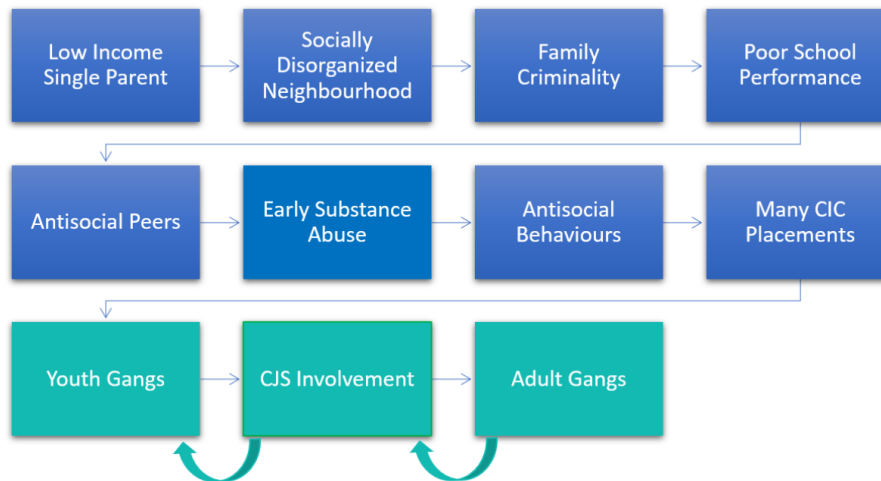 Low Income
Single Parent
Socially
Disorganized
Neighbourhood
Family
Criminality
Poor School
Performance
Antisocial Peers
Early Substance
Abuse
Antisocial
Behaviours
Many CIC
Placements
Youth Gangs
CJS Involvement
Adult Gangs